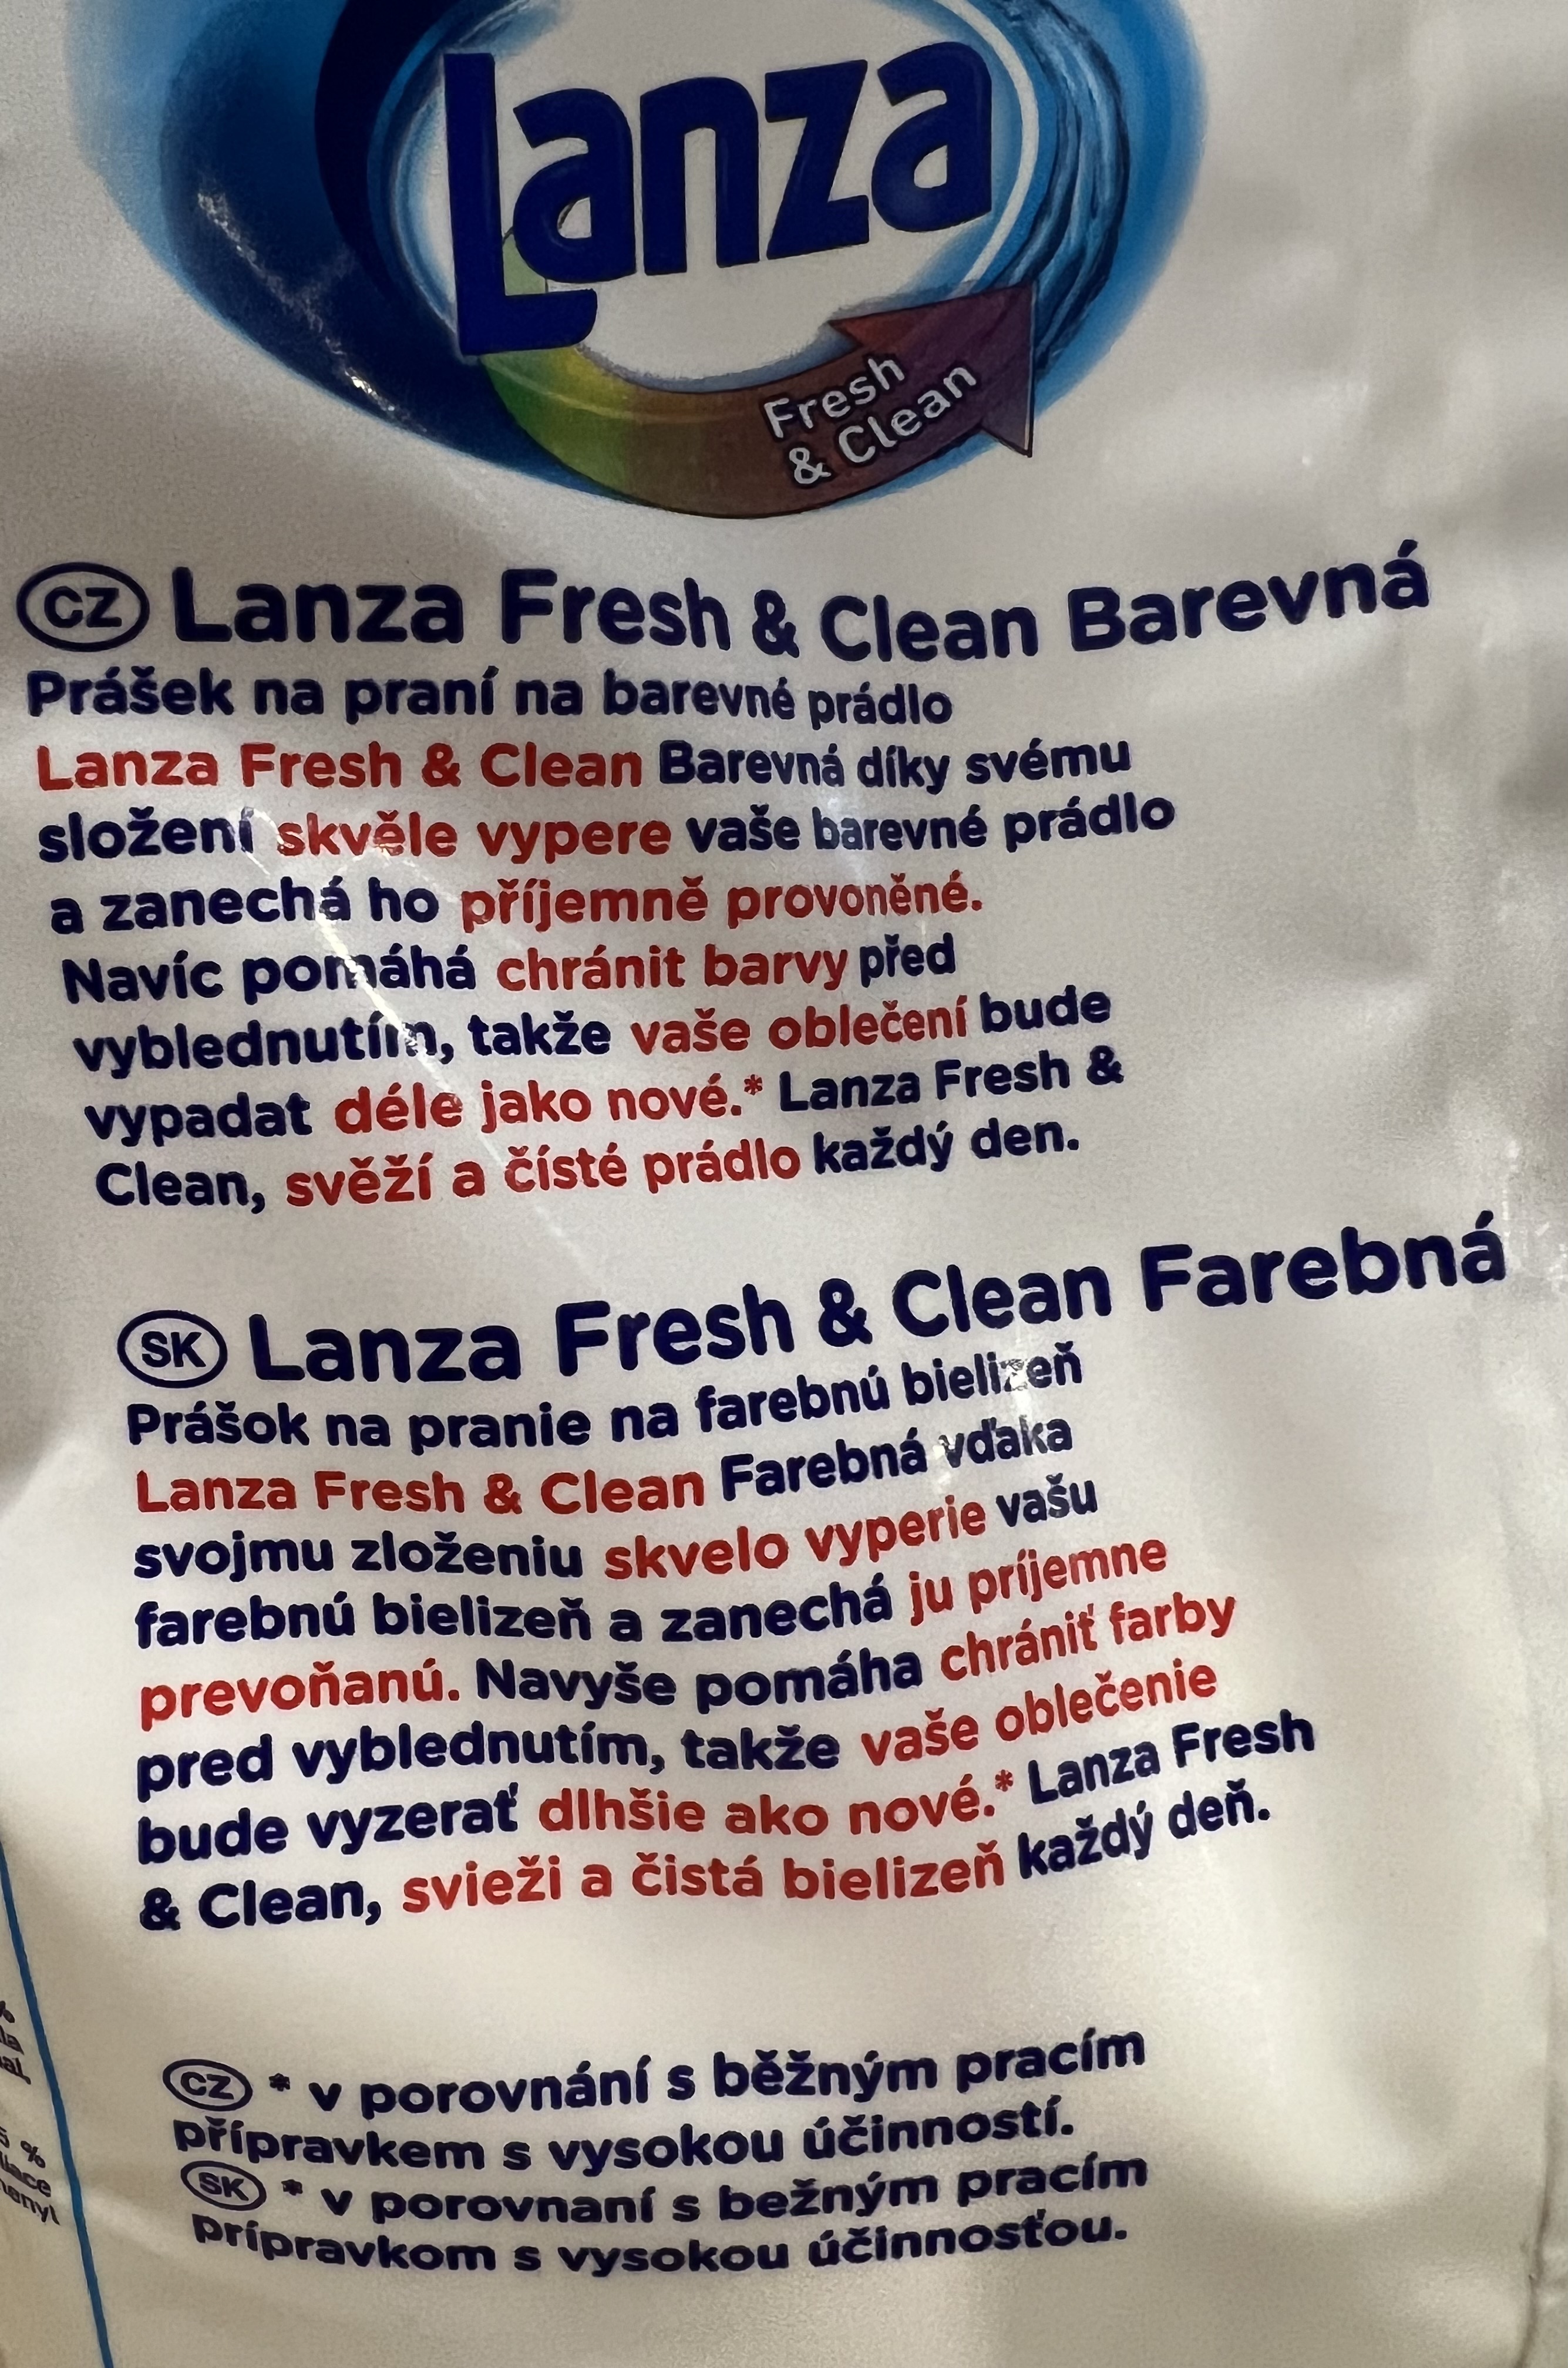 Lanza
Fresh
& Clean
CZ Lanza Fresh & Clean Barevná
Prášek na praní na barevné prádlo
Lanza Fresh & Clean Barevná díky svému
složení skvěle vypere vaše barevné prádlo
a zanechá ho příjemně provoněné.
Navíc pomáhá chránit barvy před
vyblednutím, takže vaše oblečení bude
vypadat déle jako nové.* Lanza Fresh &
Clean, svěží a čísté prádlo každý den.
SK Lanza Fresh & Clean Farebná
Prášok na pranie na farebnú bielizeň
Lanza Fresh & Clean Farebná vďaka
svojmu zloženiu skvelo vyperie vašu
farebnú bielizeň a zanechá ju príjemne
prevoňanú. Navyše pomáha chrániť farby
pred vyblednutím, takže vaše oblečenie
bude vyzerať dlhšie ako nové.* Lanza Fresh
& Clean, svieži a čistá bielizeň každý deň.
CZ * v porovnání s běžným pracím
přípravkem s vysokou účinností.
SK * v porovnaní s bežným pracím
prípravkom s vysokou účinnosťou.